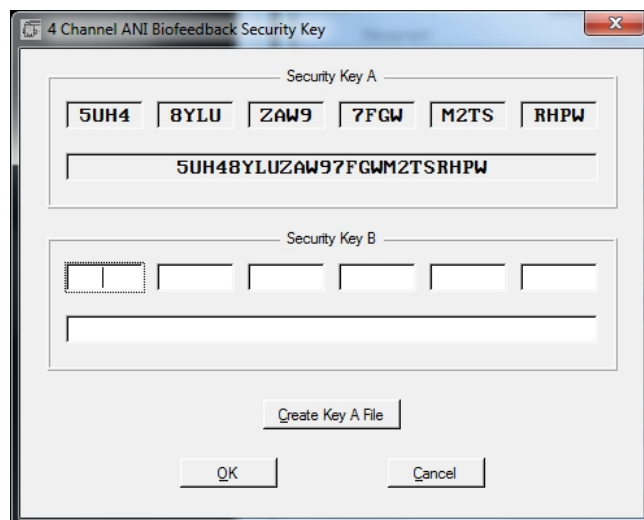 4 Channel ANI Biofeedback Security Key
Security Key A
5UH4 8YLU ZAW9 7FGW M2TS RHPW
5UH48YLUZAW97FGWM2TSRHPW
Security Key B
Create Key A File
OK Cancel